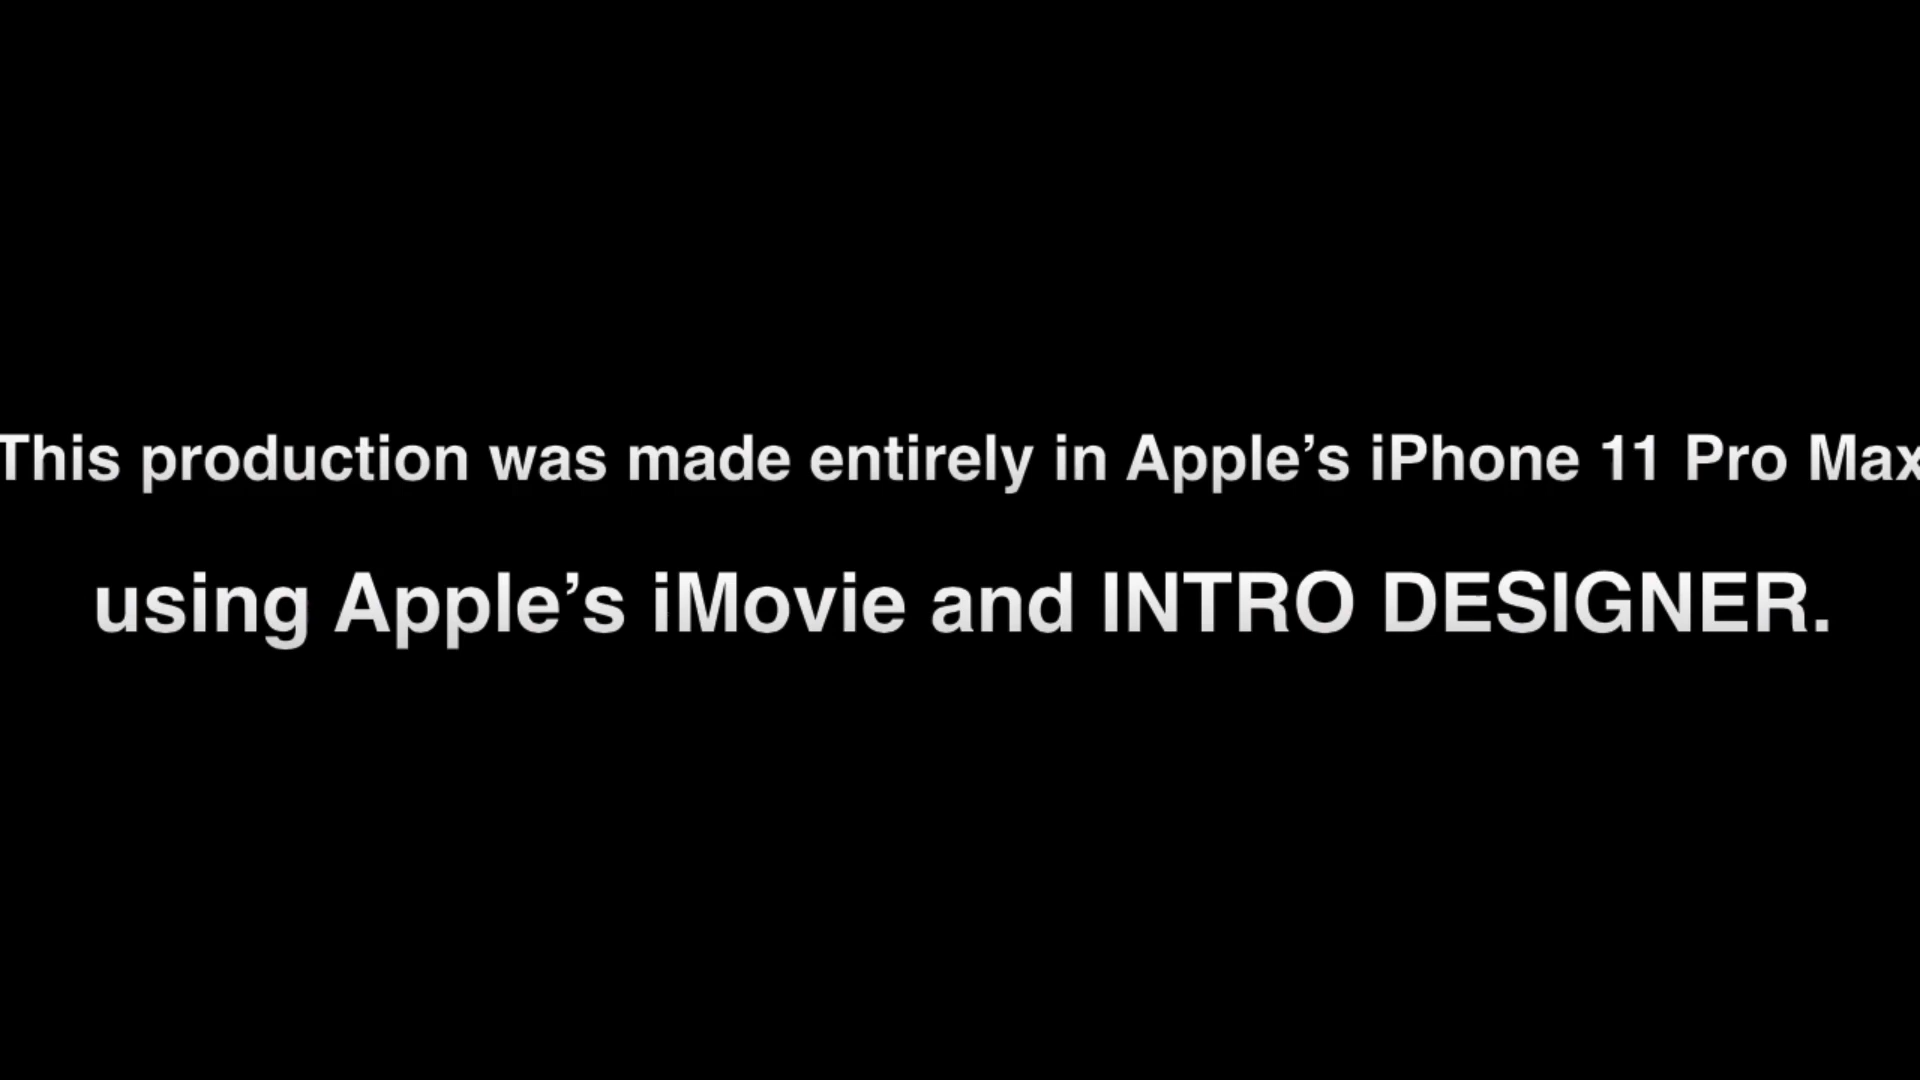 This production was made entirely in Apple’s iPhone 11 Pro Max
using Apple’s iMovie and INTRO DESIGNER.